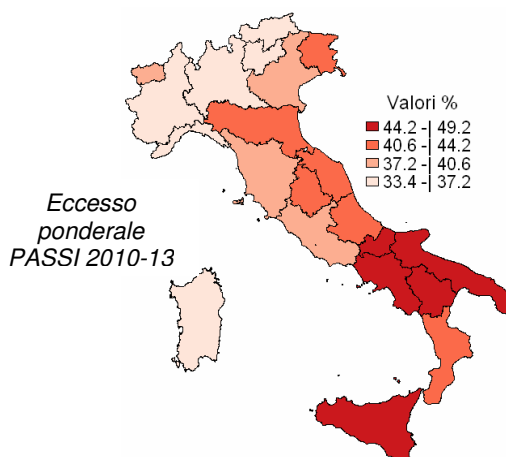 Valori %
44.2 -| 49.2
40.6 -| 44.2
37.2 -| 40.6
33.4 -| 37.2
Eccesso
ponderale
PASSI 2010-13